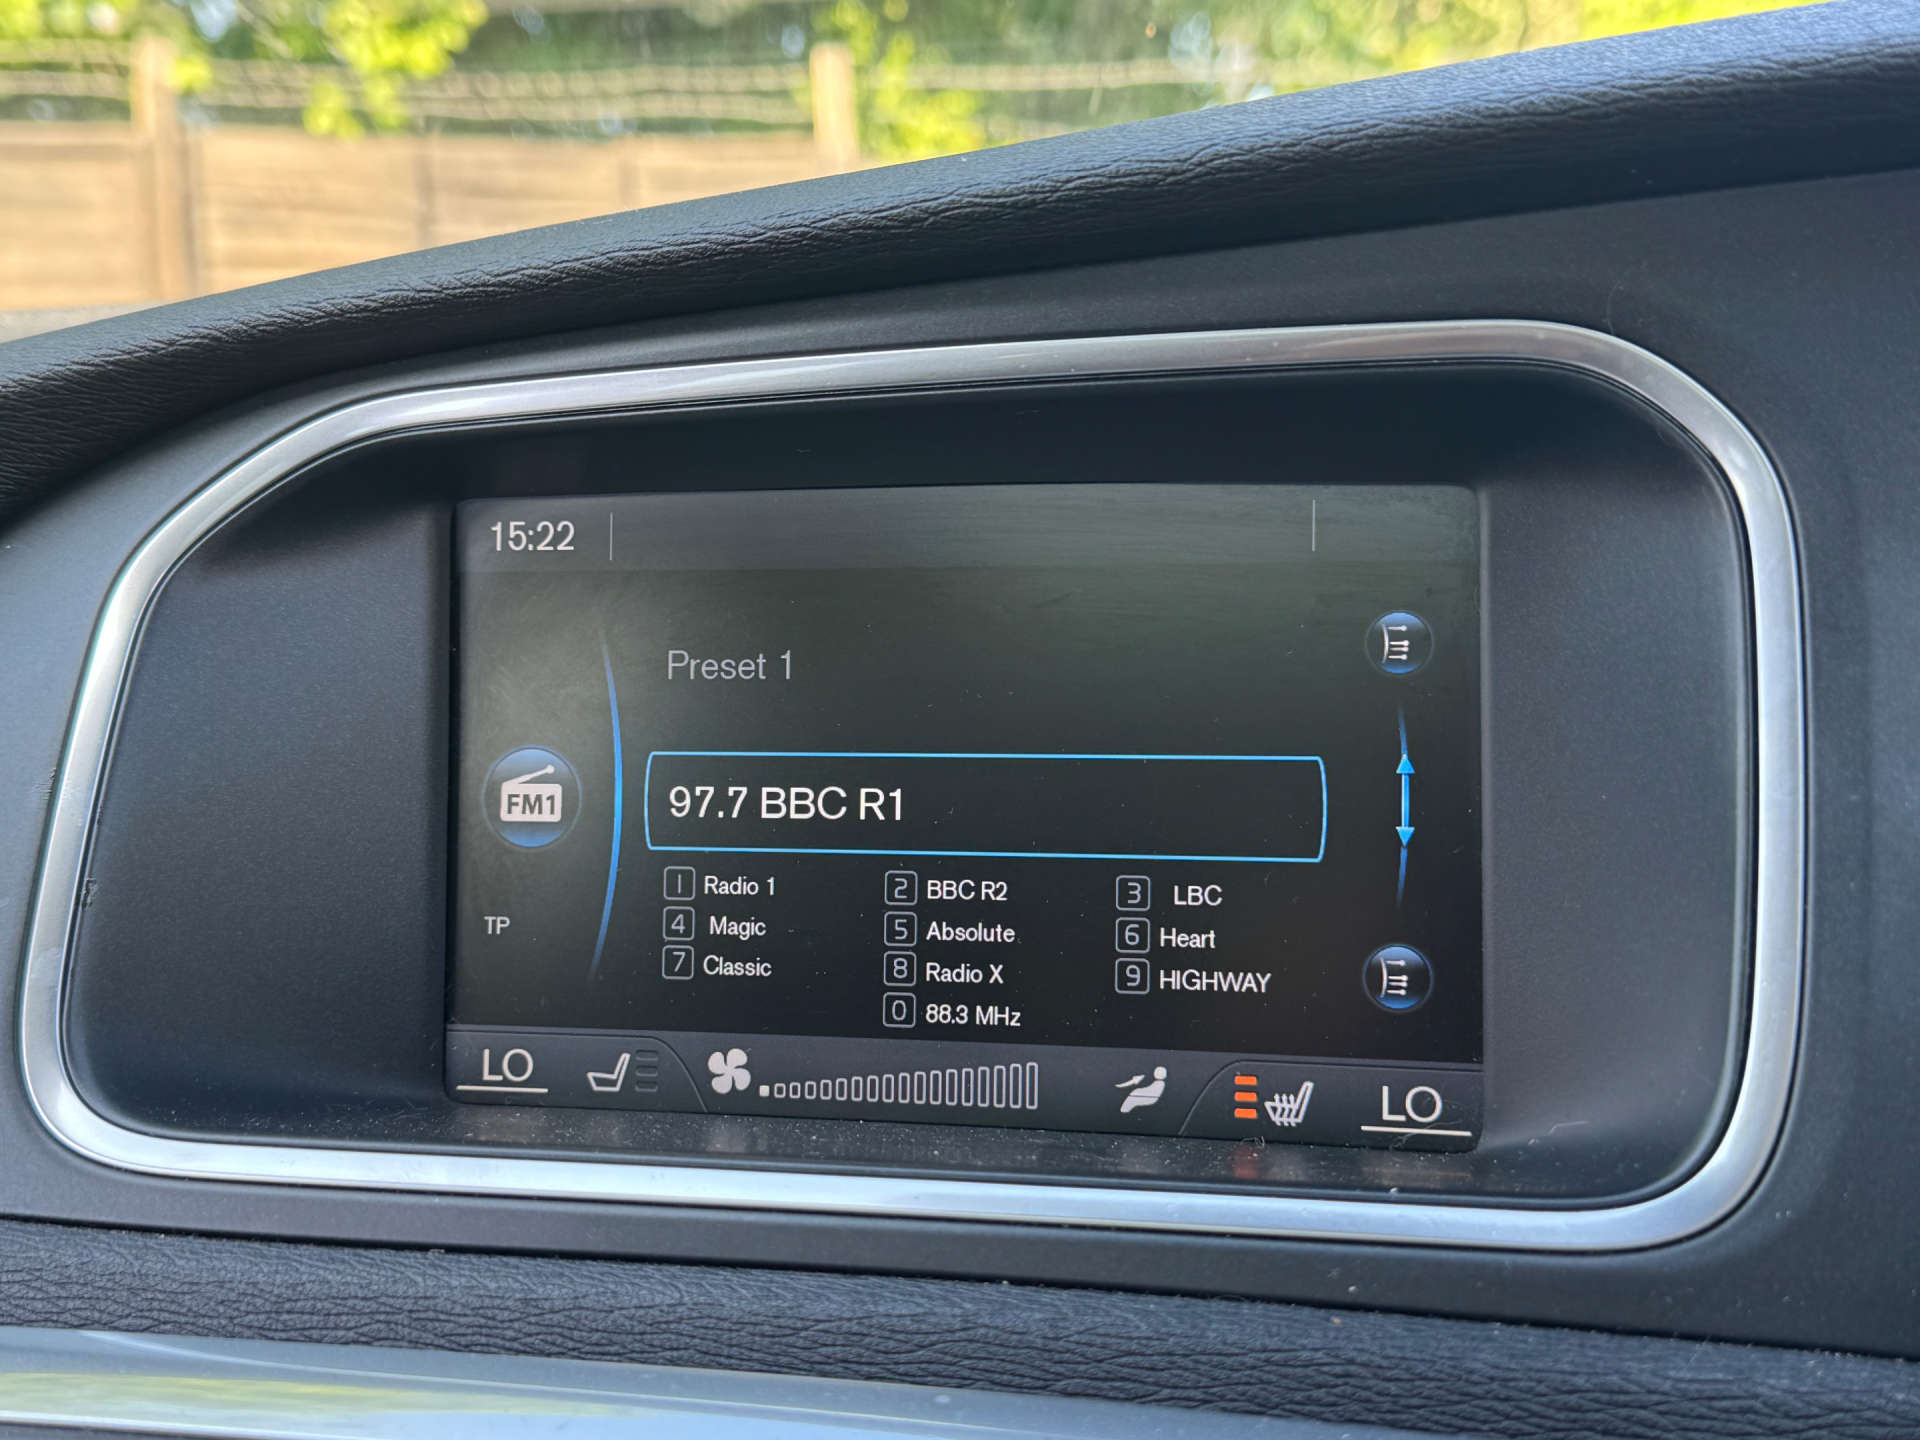 15:22
Preset 1
97.7 BBC R1
FM1
1 Radio 1 2 BBC R2 3 LBC
4 Magic 5 Absolute 6 Heart
7 Classic 8 Radio X 9 HIGHWAY
0 88.3 MHz
TP
LO LO